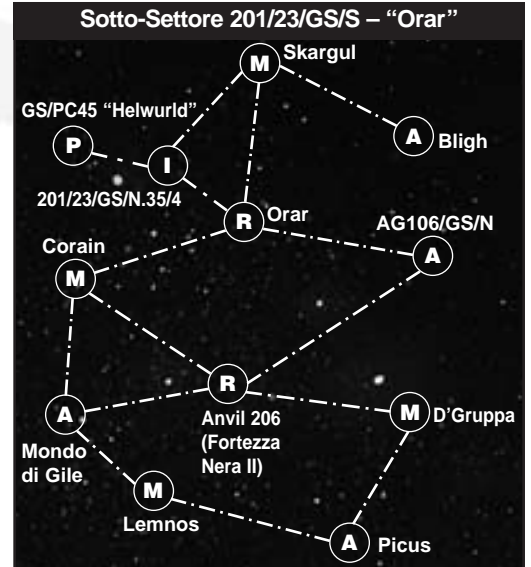 Sotto-Settore 201/23/GS/S – “Orar”
Skargul
M
GS/PC45 “Helwurld”
P
I
A
Bligh
201/23/GS/N.35/4
R
Orar
AG106/GS/N
A
Corain
M
R
Anvil 206
(Fortezza
Nera II)
M
D'Gruppa
A
Mondo
di Gile
M
Lemnos
A
Picus